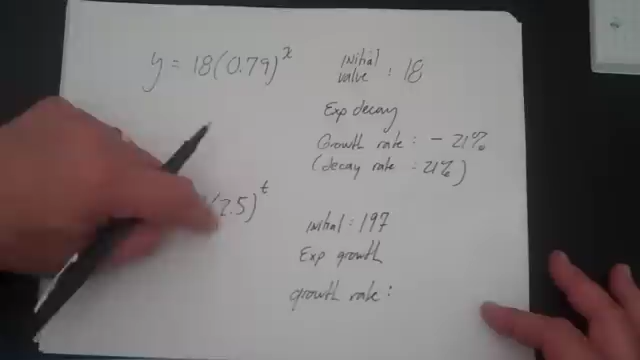 y = 18(0.79)^x
initial value : 18
Exp decay
Growth rate : - 21%
(decay rate : 21%)
(2.5)^t
initial : 197
Exp growth
growth rate :